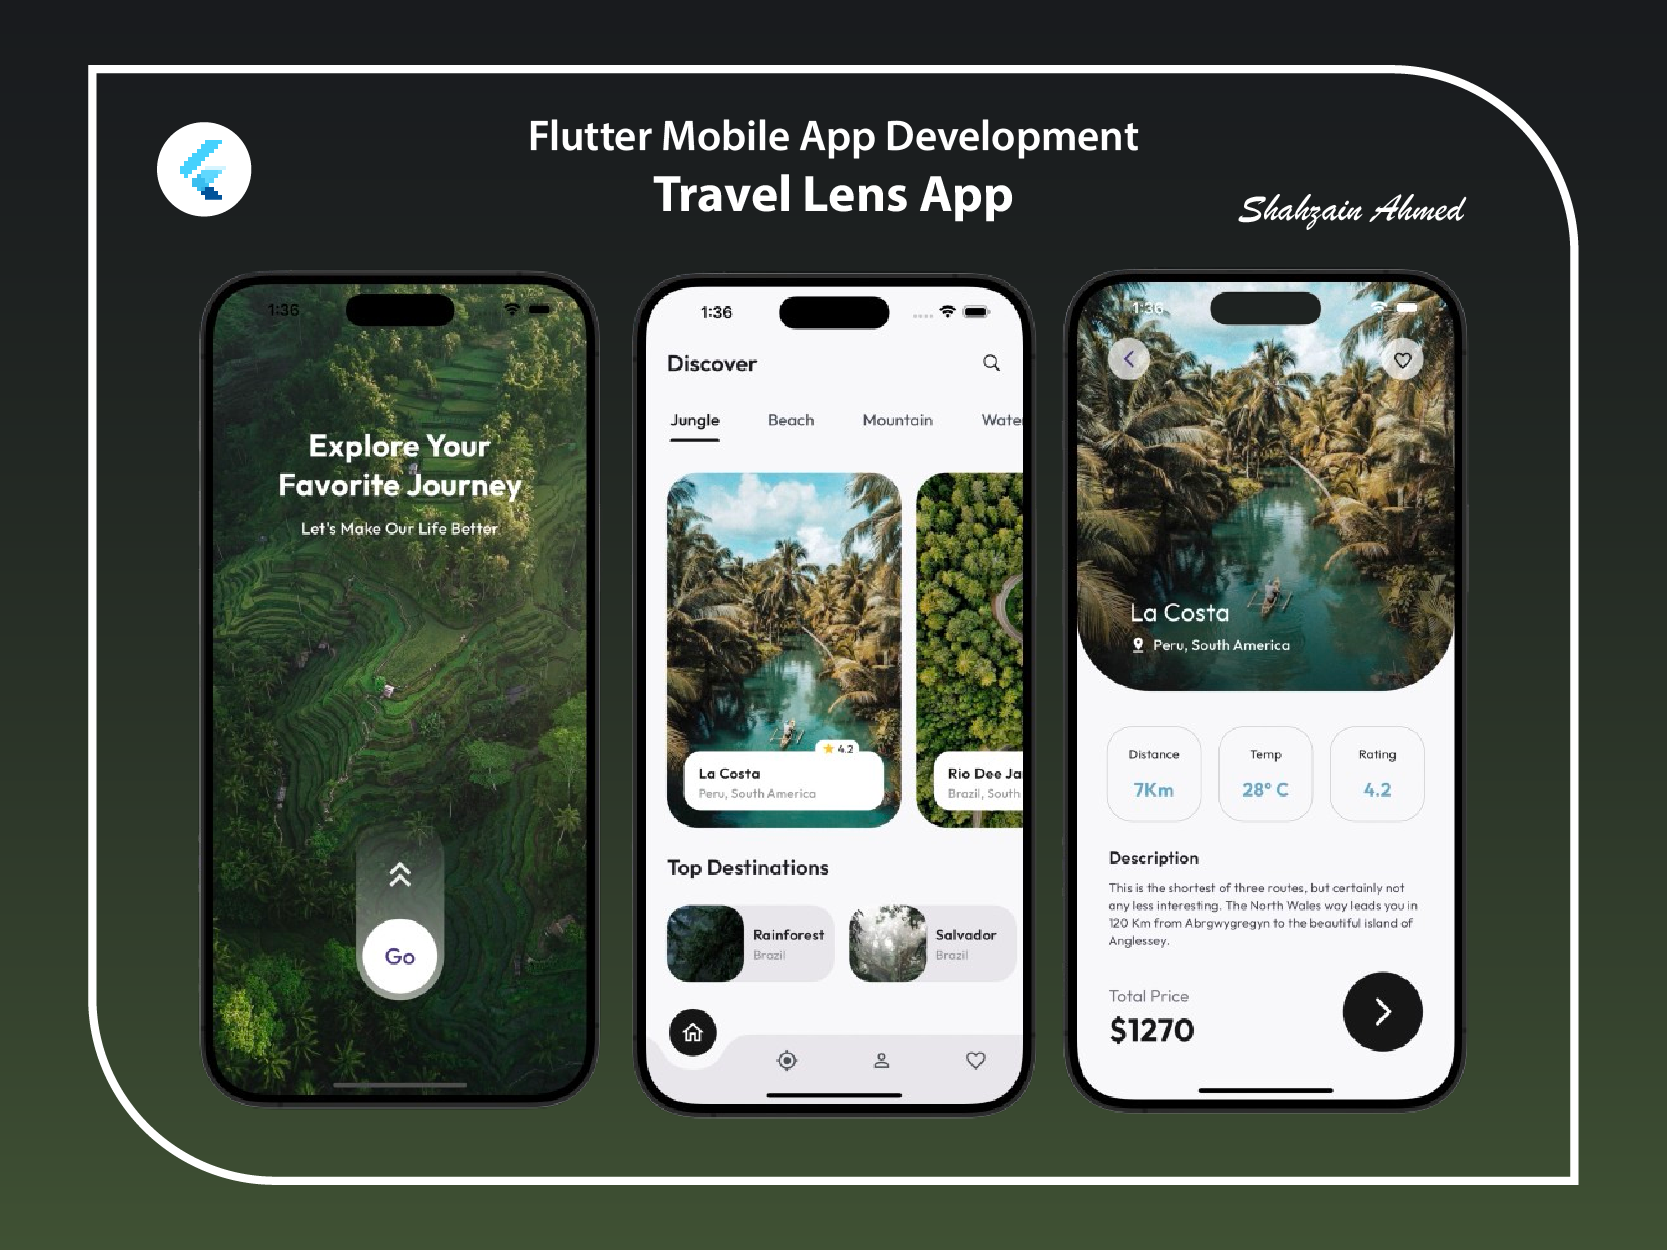 Flutter Mobile App Development
Travel Lens App
Shahzain Ahmed
1:36
Explore Your
Favorite Journey
Let's Make Our Life Better
Go
1:36
Discover
Jungle Beach Mountain Water
★ 4.2
La Costa
Peru, South America
Rio Dee Ja
Brazil, South
Top Destinations
Rainforest
Brazil
Salvador
Brazil
1:36
La Costa
Peru, South America
Distance
7Km
Temp
28° C
Rating
4.2
Description
This is the shortest of three routes, but certainly not
any less interesting. The North Wales way leads you in
120 Km from Abrgwygregyn to the beautiful island of
Anglessey.
Total Price
$1270